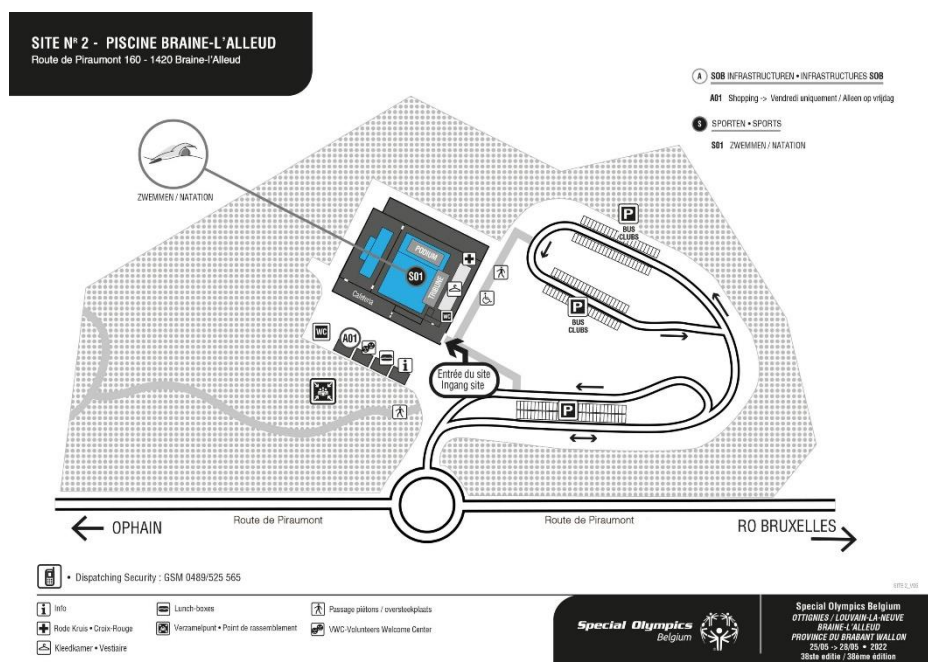 SITE Nᴿ 2 - PISCINE BRAINE-L'ALLEUD
Route de Piraumont 160 - 1420 Braine-l'Alleud
A SOB INFRASTRUCTUREN • INFRASTRUCTURES SOB
A01 Shopping -> Vendredi uniquement / Alleen op vrijdag
S SPORTEN • SPORTS
S01 ZWEMMEN / NATATION
ZWEMMEN / NATATION
P
BUS
CLUBS
PODIUM
S01
TRIBUNE
Cafeteria
WC
P
BUS
CLUBS
WC
A01
i
Entrée du site
Ingang site
P
OPHAIN
Route de Piraumont
Route de Piraumont
RO BRUXELLES
• Dispatching Security : GSM 0489/525 565
i Info
Lunch-boxes
Passage piétons / oversteekplaats
Rode Kruis • Croix-Rouge
Verzamelpunt • Point de rassemblement
VWC-Volunteers Welcome Center
Kleedkamer • Vestiaire
Special Olympics
Belgium
Special Olympics Belgium
OTTIGNIES / LOUVAIN-LA-NEUVE
BRAINE-L'ALLEUD
PROVINCE DU BRABANT WALLON
25/05 -> 28/05 • 2022
38ste editie / 38ème édition